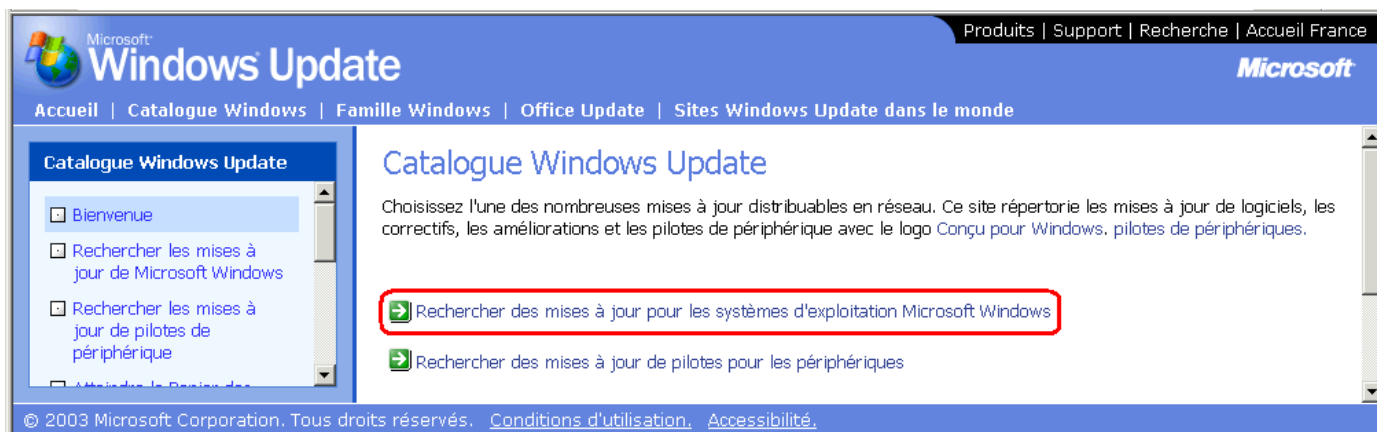 Produits | Support | Recherche | Accueil France
Microsoft
Windows Update
Microsoft
Accueil | Catalogue Windows | Famille Windows | Office Update | Sites Windows Update dans le monde
Catalogue Windows Update
Bienvenue
Rechercher les mises à
jour de Microsoft Windows
Rechercher les mises à
jour de pilotes de
périphérique
Catalogue Windows Update
Choisissez l'une des nombreuses mises à jour distribuables en réseau. Ce site répertorie les mises à jour de logiciels, les
correctifs, les améliorations et les pilotes de périphérique avec le logo Conçu pour Windows. pilotes de périphériques.
Rechercher des mises à jour pour les systèmes d'exploitation Microsoft Windows
Rechercher des mises à jour de pilotes pour les périphériques
© 2003 Microsoft Corporation. Tous droits réservés. Conditions d'utilisation. Accessibilité.